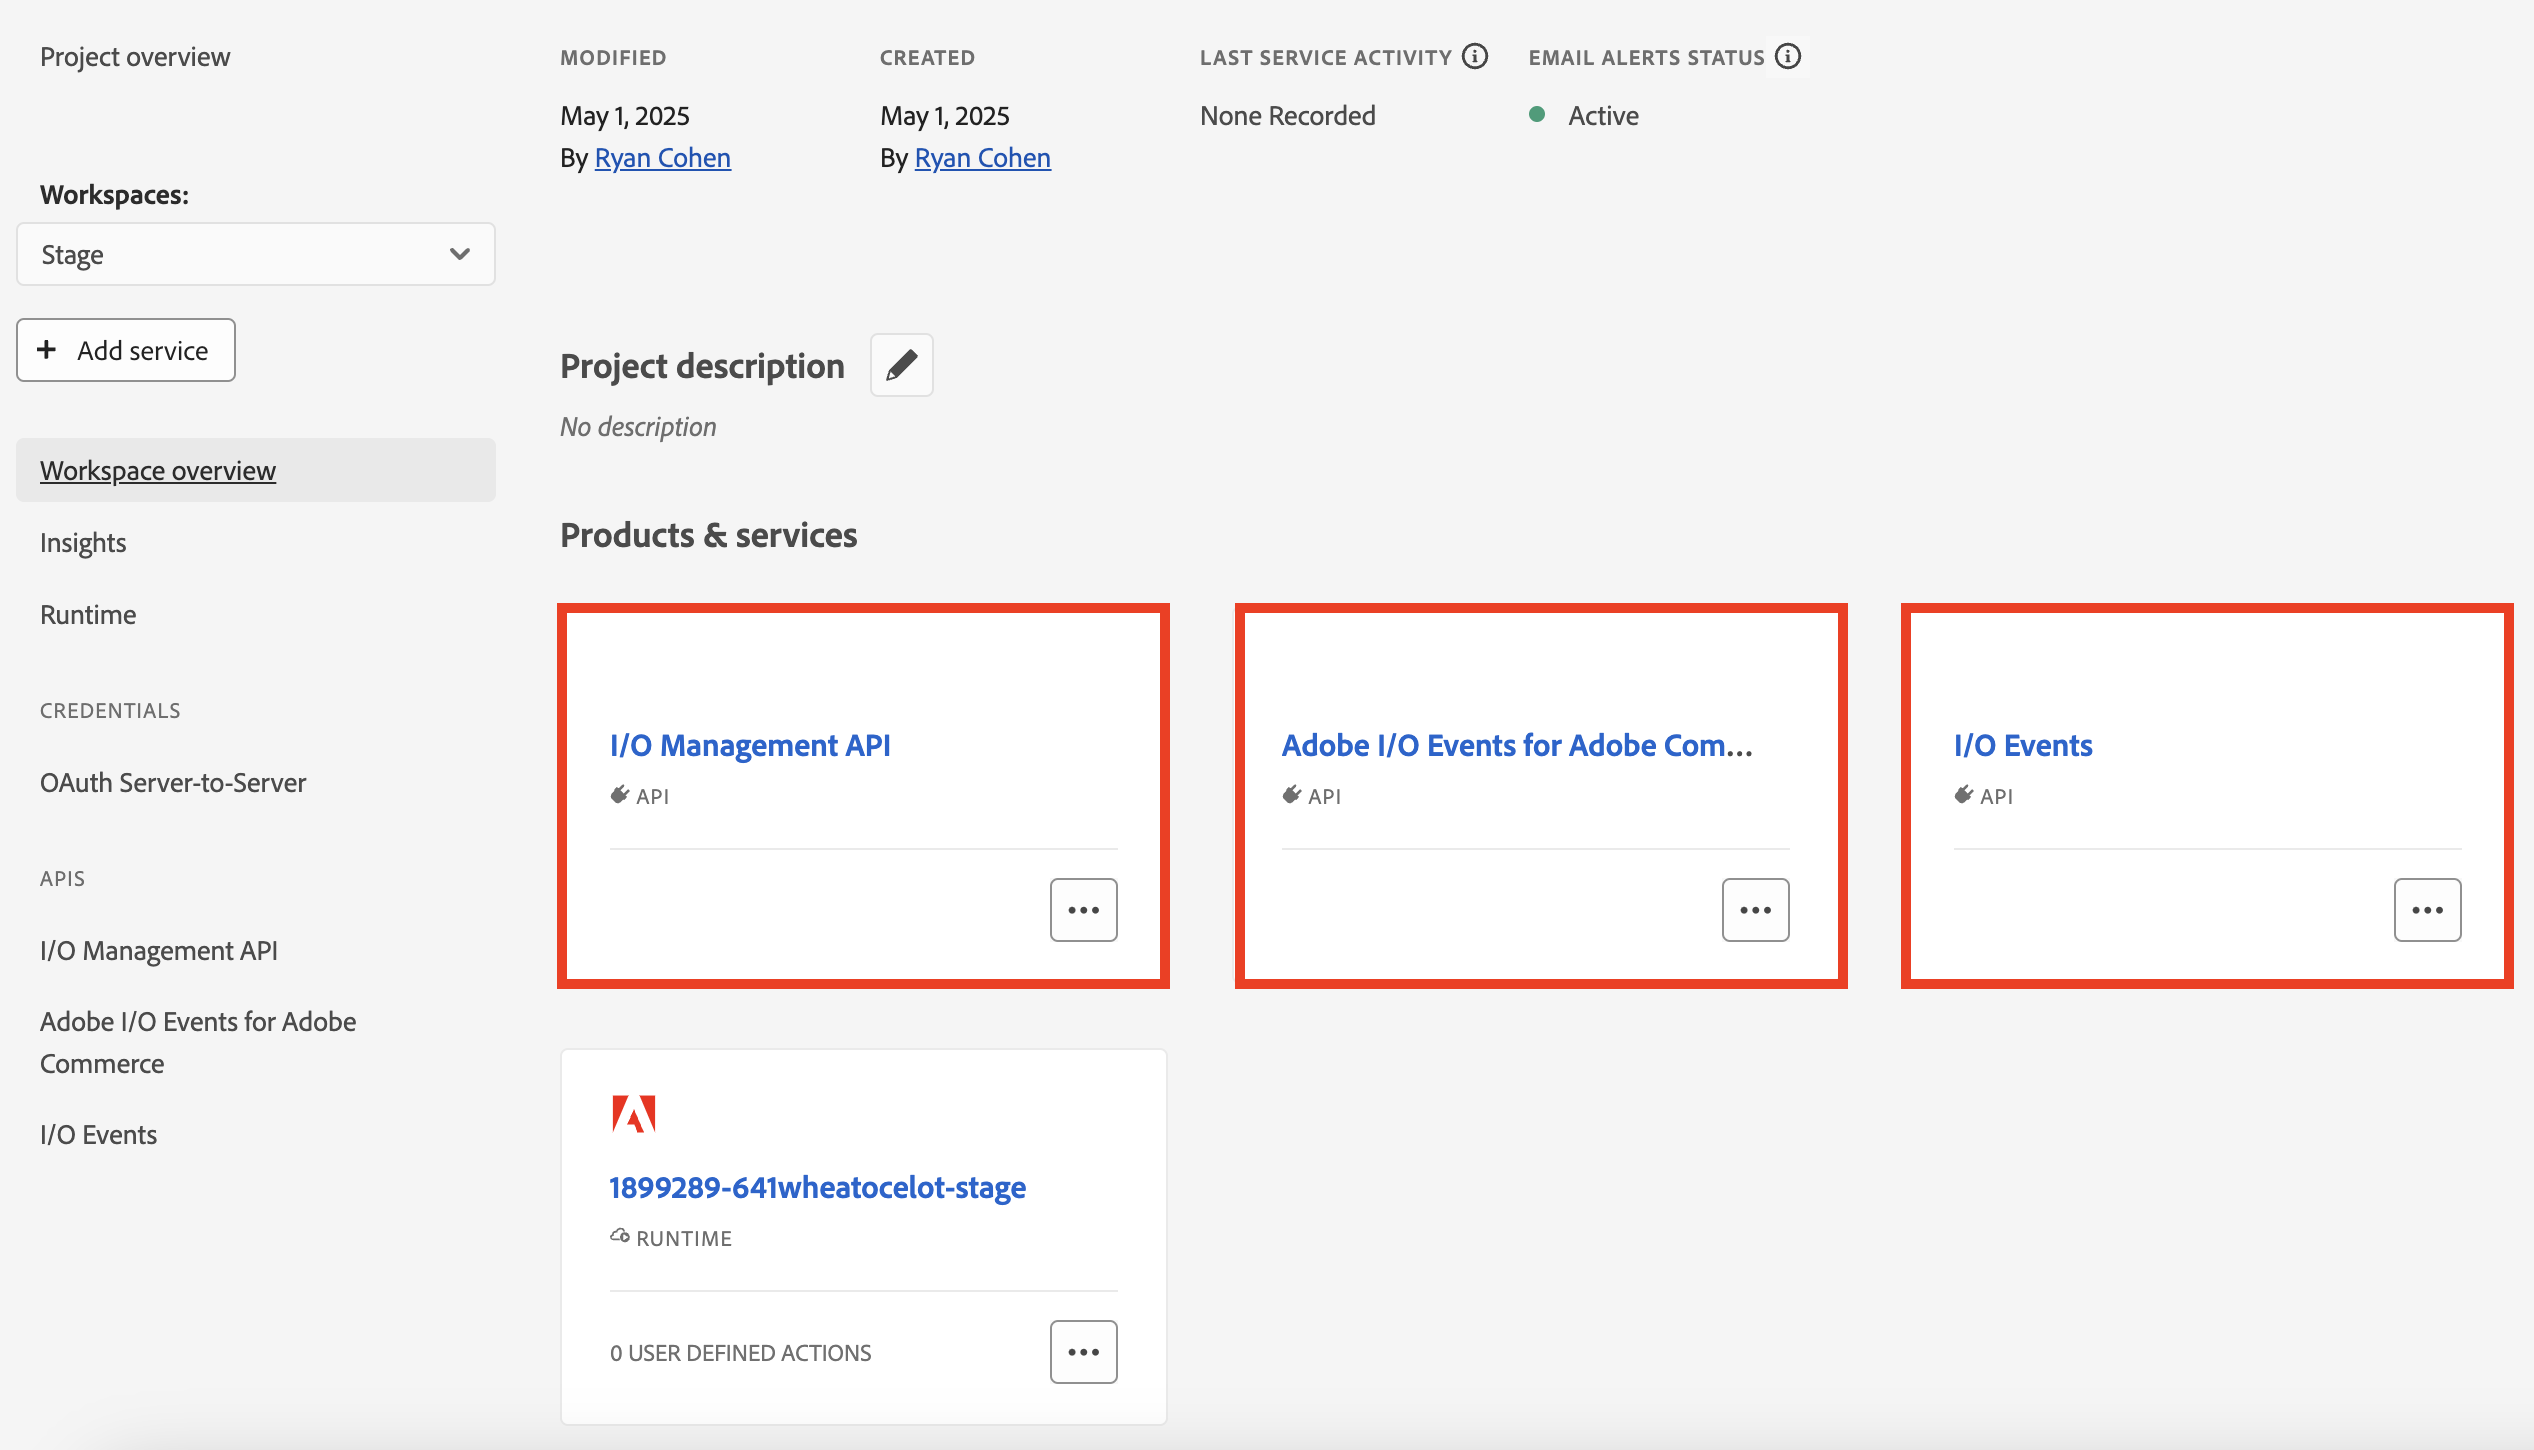 Project overview
Workspaces:
Stage
+ Add service
Workspace overview
Insights
Runtime
CREDENTIALS
OAuth Server-to-Server
APIS
I/O Management API
Adobe I/O Events for Adobe
Commerce
I/O Events
MODIFIED
May 1, 2025
By Ryan Cohen
CREATED
May 1, 2025
By Ryan Cohen
LAST SERVICE ACTIVITY
None Recorded
EMAIL ALERTS STATUS
Active
Project description
No description
Products & services
I/O Management API
API
Adobe I/O Events for Adobe Com...
API
I/O Events
API
1899289-641wheatocelot-stage
RUNTIME
0 USER DEFINED ACTIONS